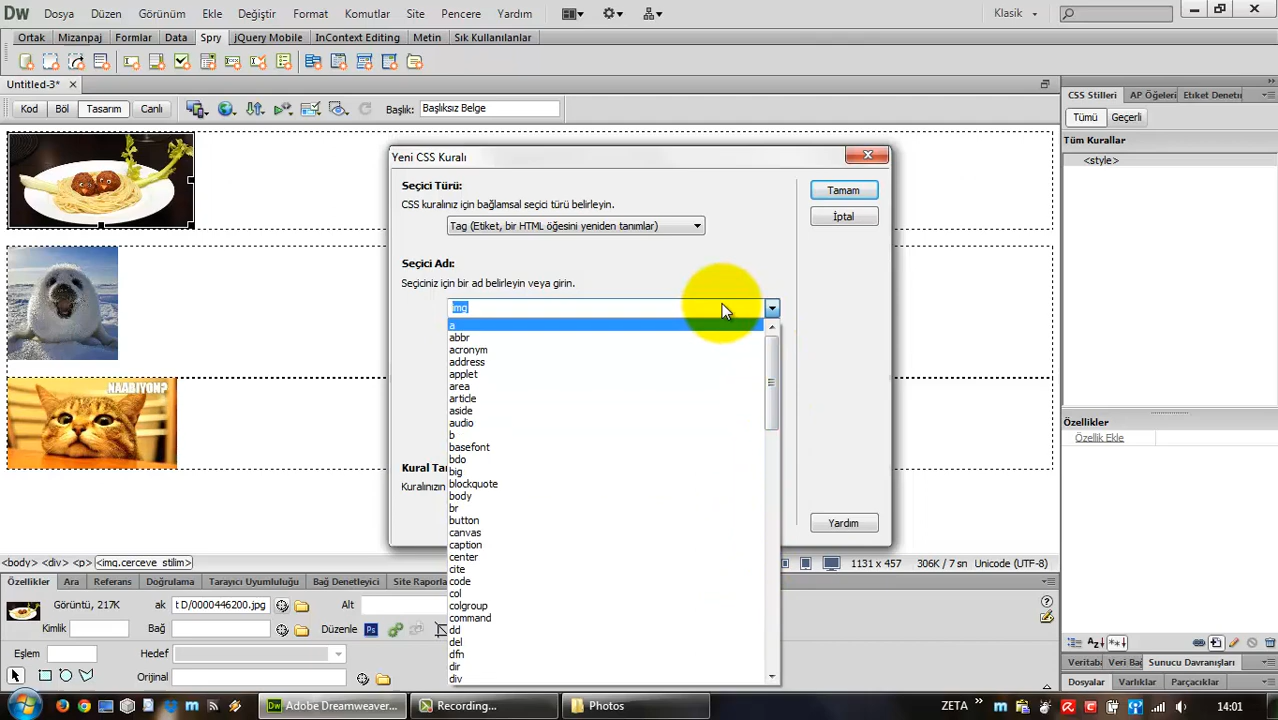 Dw Dosya Düzen Görünüm Ekle Değiştir Format Komutlar Site Pencere Yardım Klasik
Ortak Mizanpaj Formlar Data Spry jQuery Mobile InContext Editing Metin Sık Kullanılanlar
Untitled-3*
Kod Böl Tasarım Canlı Başlık: Başlıksız Belge
CSS Stilleri AP Öğeleri Etiket Denetim
Tümü Geçerli
Tüm Kurallar
<style>
NAABIYON?
Yeni CSS Kuralı
Seçici Türü:
CSS kuralınız için bağlamsal seçici türü belirleyin.
Tag (Etiket, bir HTML öğesini yeniden tanımlar)
Tamam
İptal
Seçici Adı:
Seçiciniz için bir ad belirleyin veya girin.
img
a
abbr
acronym
address
applet
area
article
aside
audio
b
basefont
bdo
big
blockquote
body
br
button
canvas
caption
center
cite
code
col
colgroup
command
dd
del
dfn
dir
div
Kural Tan
Kuralınızın
Yardım
Özellikler
Özellik Ekle
<body> <div> <p> <img.cerceve_stilim>
1131 x 457 306K / 7 sn Unicode (UTF-8)
Özellikler Ara Referans Doğrulama Tarayıcı Uyumluluğu Bağ Denetleyici Site Raporla
Görüntü, 217K ak t D/0000446200.jpg Alt
Kimlik Bağ Düzenle Ps
Eşlem Hedef
Orijinal
Veritaba Veri Bağ Sunucu Davranışları
Dosyalar Varlıklar Parçacıklar
Adobe Dreamweaver... Recording... Photos ZETA » 14:01